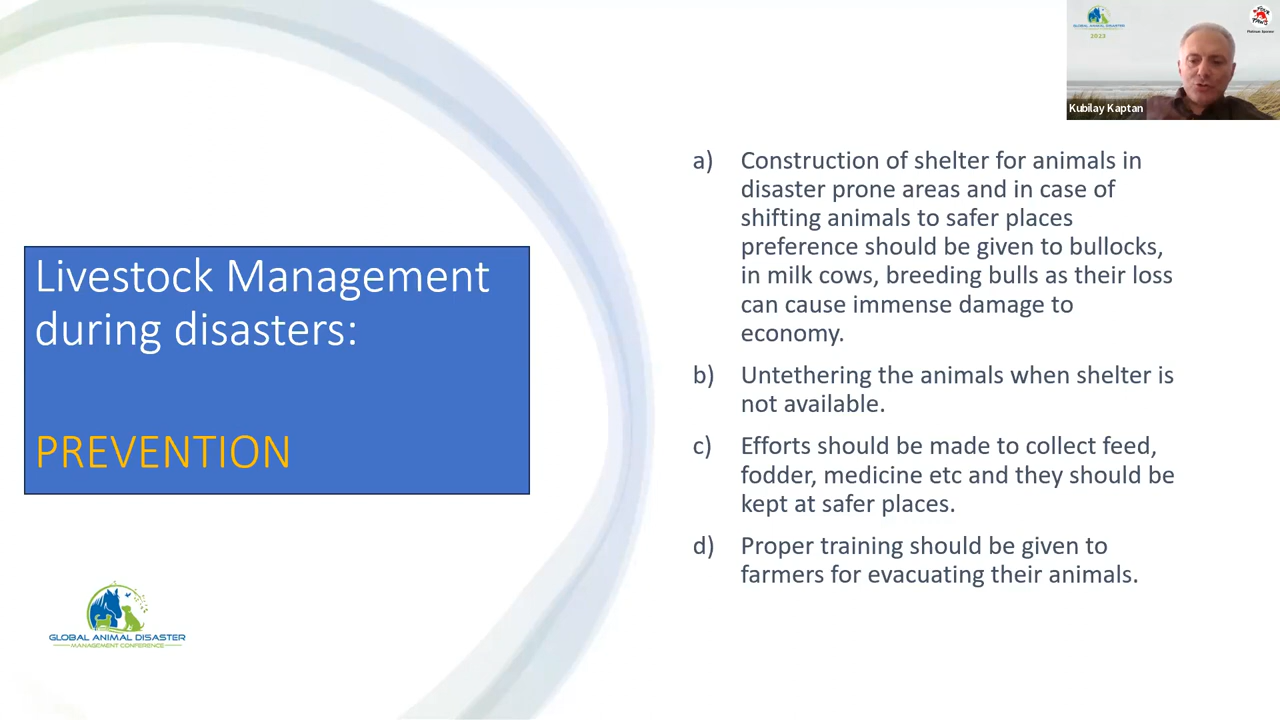 GLOBAL ANIMAL DISASTER
2023
Kubilay Kaptan
Livestock Management
during disasters:
PREVENTION
a) Construction of shelter for animals in
disaster prone areas and in case of
shifting animals to safer places
preference should be given to bullocks,
in milk cows, breeding bulls as their loss
can cause immense damage to
economy.
b) Untethering the animals when shelter is
not available.
c) Efforts should be made to collect feed,
fodder, medicine etc and they should be
kept at safer places.
d) Proper training should be given to
farmers for evacuating their animals.
GLOBAL ANIMAL DISASTER
MANAGEMENT CONFERENCE